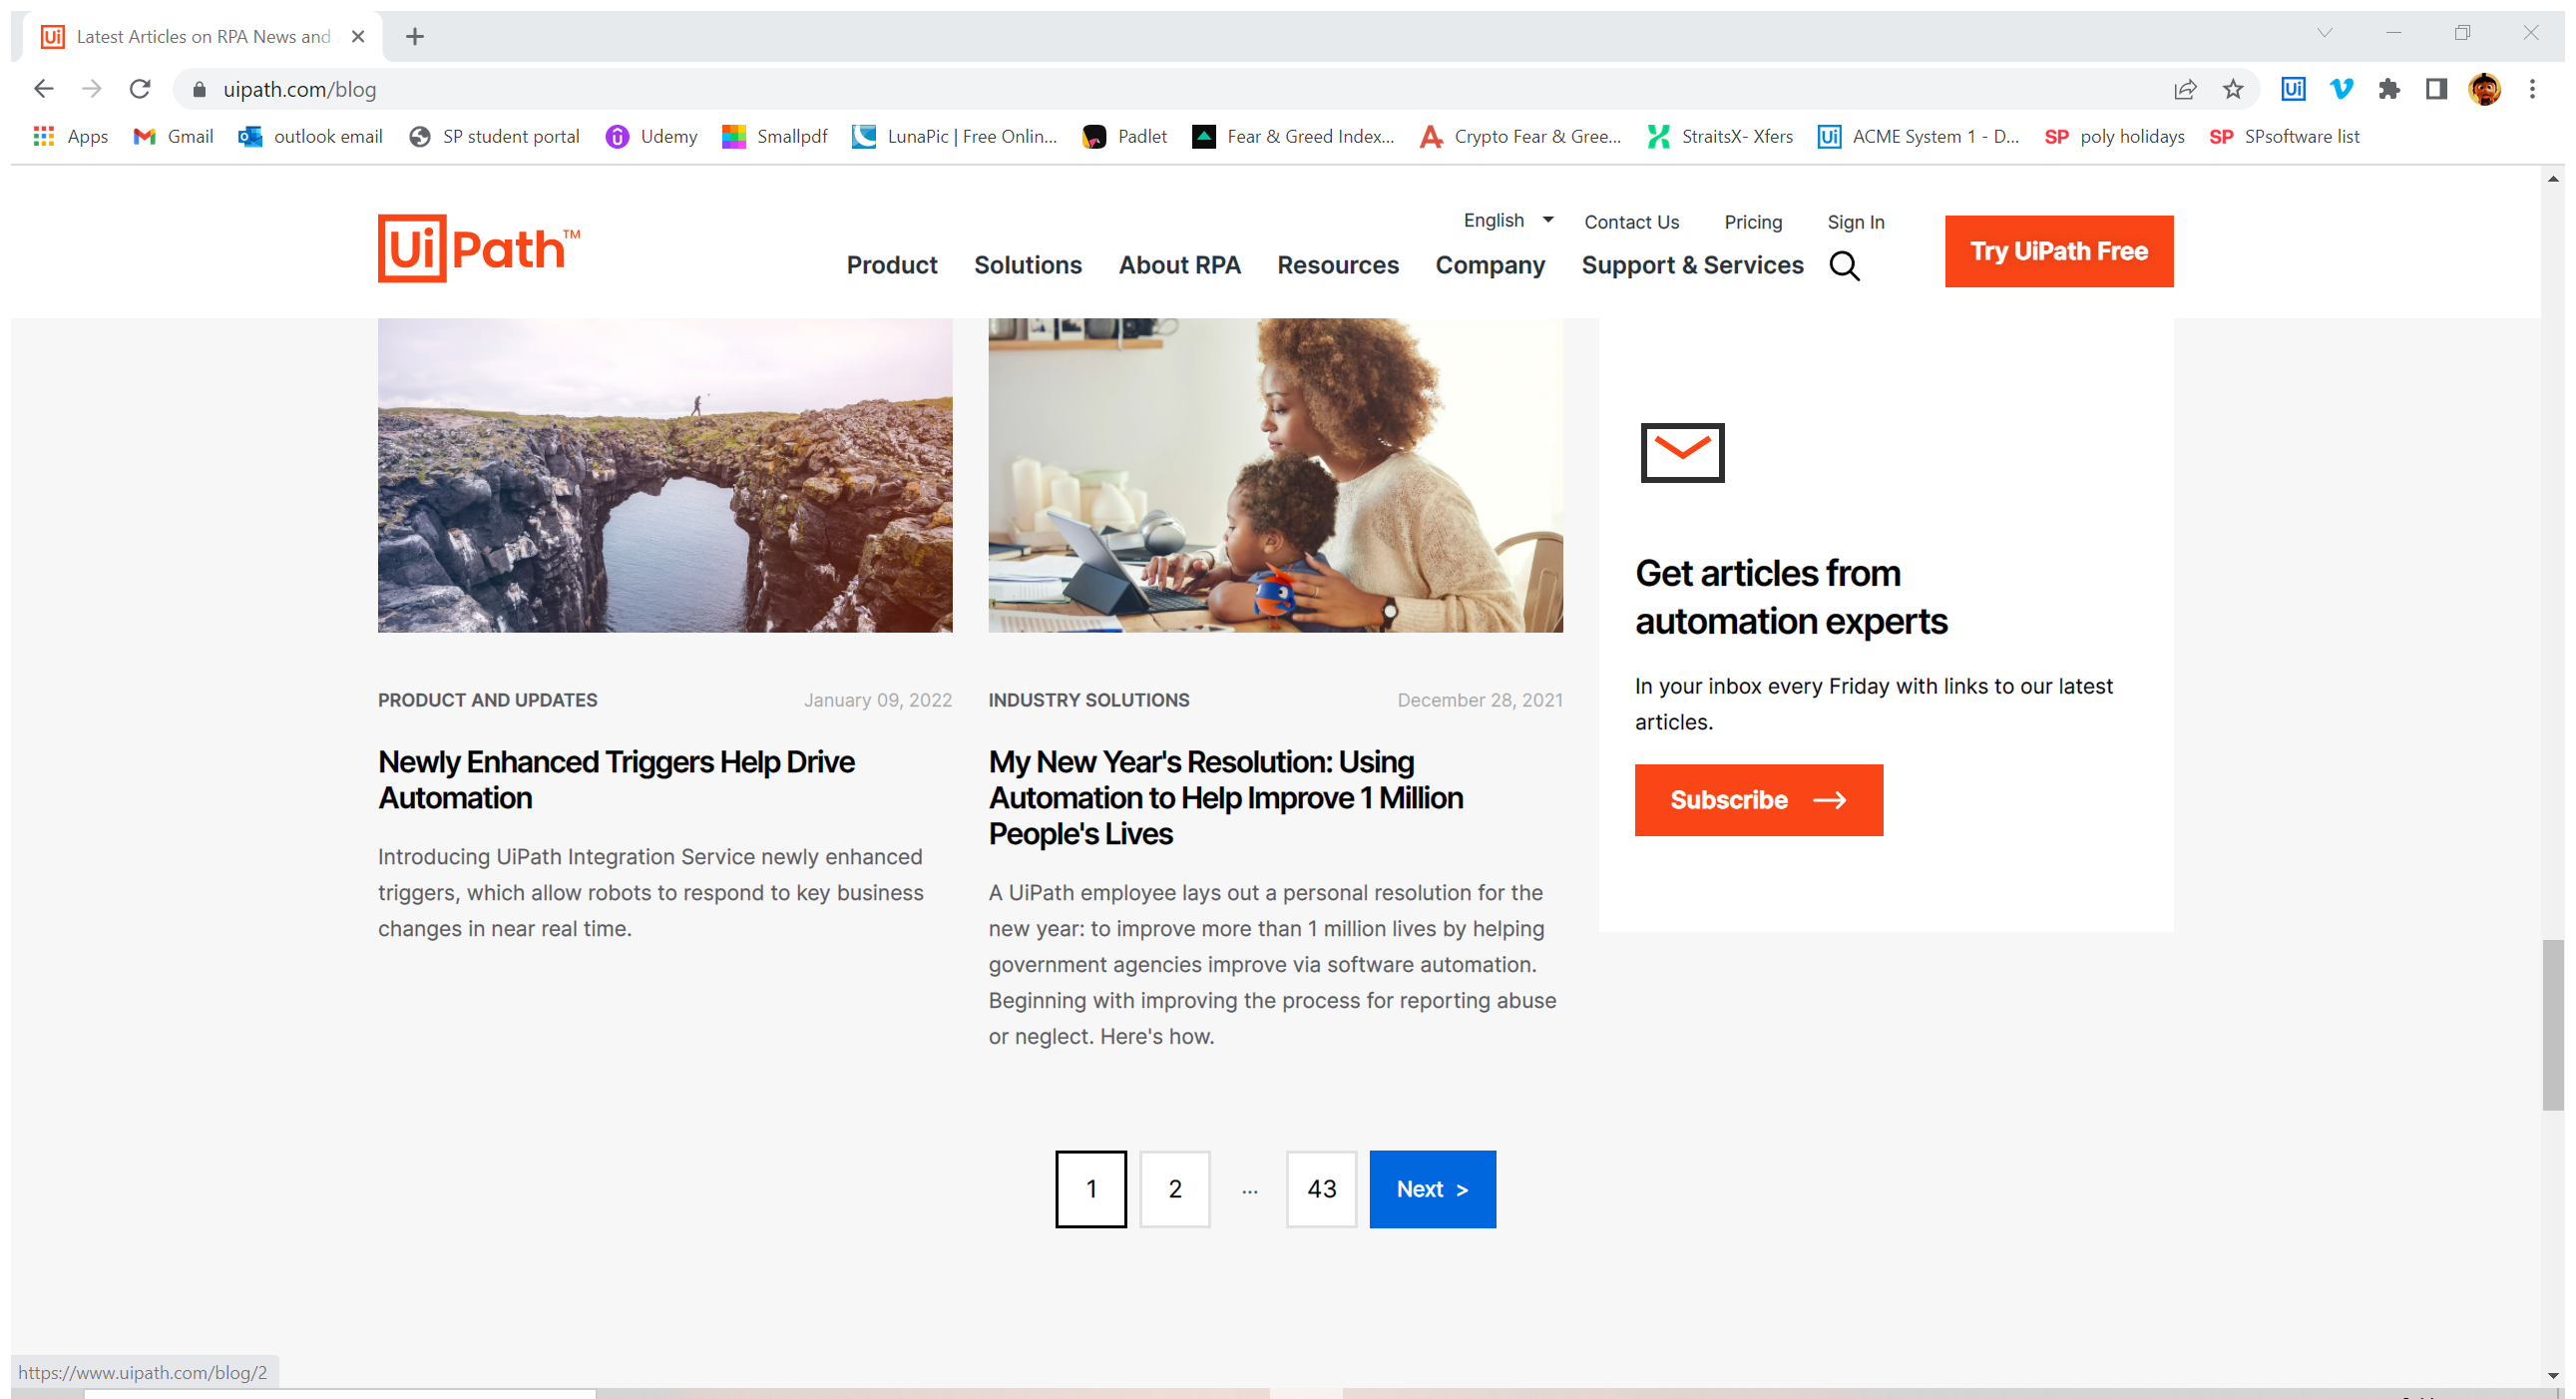 Latest Articles on RPA News and
uipath.com/blog
Apps
Gmail
outlook email
SP student portal
Udemy
Smallpdf
LunaPic | Free Onlin...
Padlet
Fear & Greed Index...
Crypto Fear & Gree...
StraitsX- Xfers
ACME System 1 - D...
SP poly holidays
SP SPsoftware list
UiPath™
English
Contact Us
Pricing
Sign In
Product
Solutions
About RPA
Resources
Company
Support & Services
Try UiPath Free
PRODUCT AND UPDATES
January 09, 2022
Newly Enhanced Triggers Help Drive
Automation
Introducing UiPath Integration Service newly enhanced
triggers, which allow robots to respond to key business
changes in near real time.
INDUSTRY SOLUTIONS
December 28, 2021
My New Year's Resolution: Using
Automation to Help Improve 1 Million
People's Lives
A UiPath employee lays out a personal resolution for the
new year: to improve more than 1 million lives by helping
government agencies improve via software automation.
Beginning with improving the process for reporting abuse
or neglect. Here's how.
Get articles from
automation experts
In your inbox every Friday with links to our latest
articles.
Subscribe
1 2 ... 43 Next >
https://www.uipath.com/blog/2